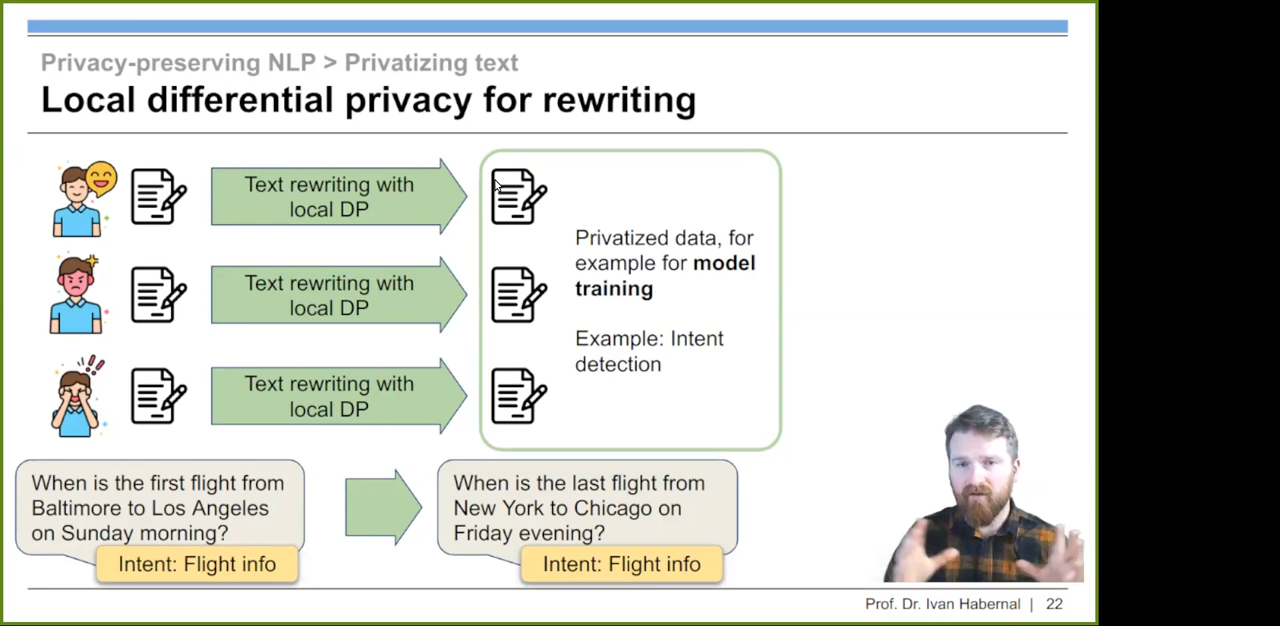 Privacy-preserving NLP > Privatizing text
Local differential privacy for rewriting
Text rewriting with
local DP
Text rewriting with
local DP
Text rewriting with
local DP
Privatized data, for
example for model
training
Example: Intent
detection
When is the first flight from
Baltimore to Los Angeles
on Sunday morning?
Intent: Flight info
When is the last flight from
New York to Chicago on
Friday evening?
Intent: Flight info
Prof. Dr. Ivan Habernal | 22